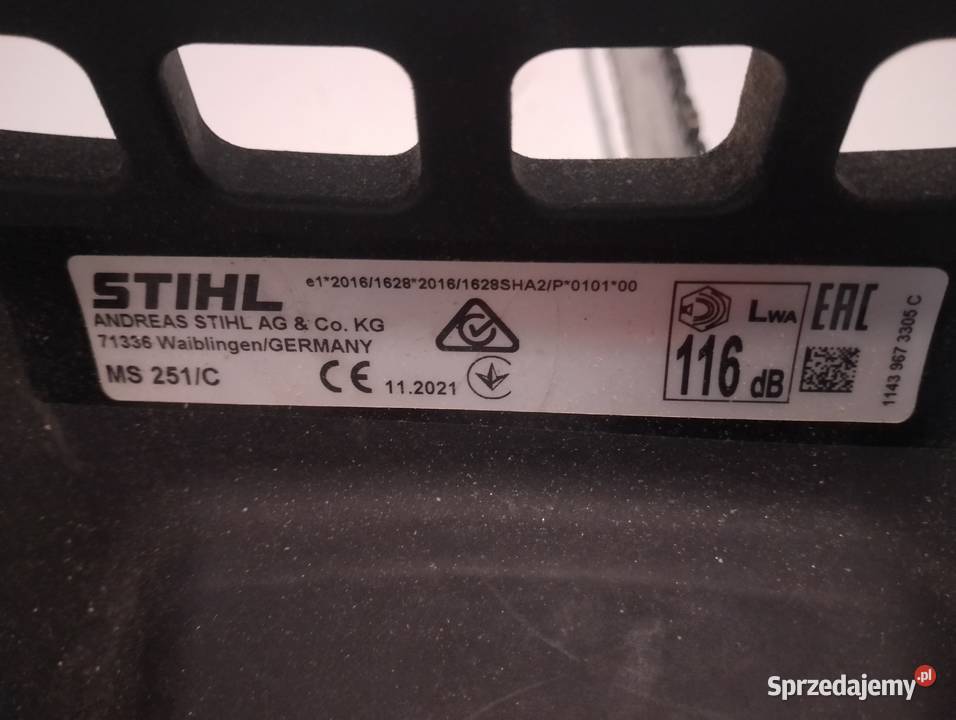 STIHL
e1*2016/1628*2016/1628SHA2/P*0101*00
ANDREAS STIHL AG & Co. KG
71336 Waiblingen/GERMANY
MS 251/C
CE 11.2021
LWA
116 dB
EAC
1143 967 3305 C
Sprzedajemy.pl